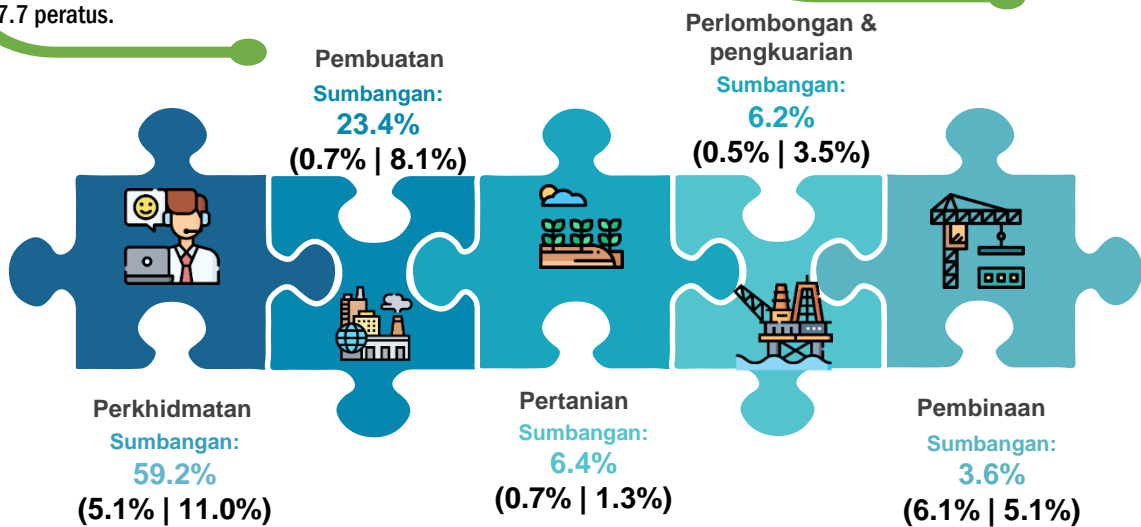 7.7 peratus.
Pembuatan
Sumbangan:
23.4%
(0.7% | 8.1%)
Perlombongan &
pengkuarian
Sumbangan:
6.2%
(0.5% | 3.5%)
Perkhidmatan
Sumbangan:
59.2%
(5.1% | 11.0%)
Pertanian
Sumbangan:
6.4%
(0.7% | 1.3%)
Pembinaan
Sumbangan:
3.6%
(6.1% | 5.1%)